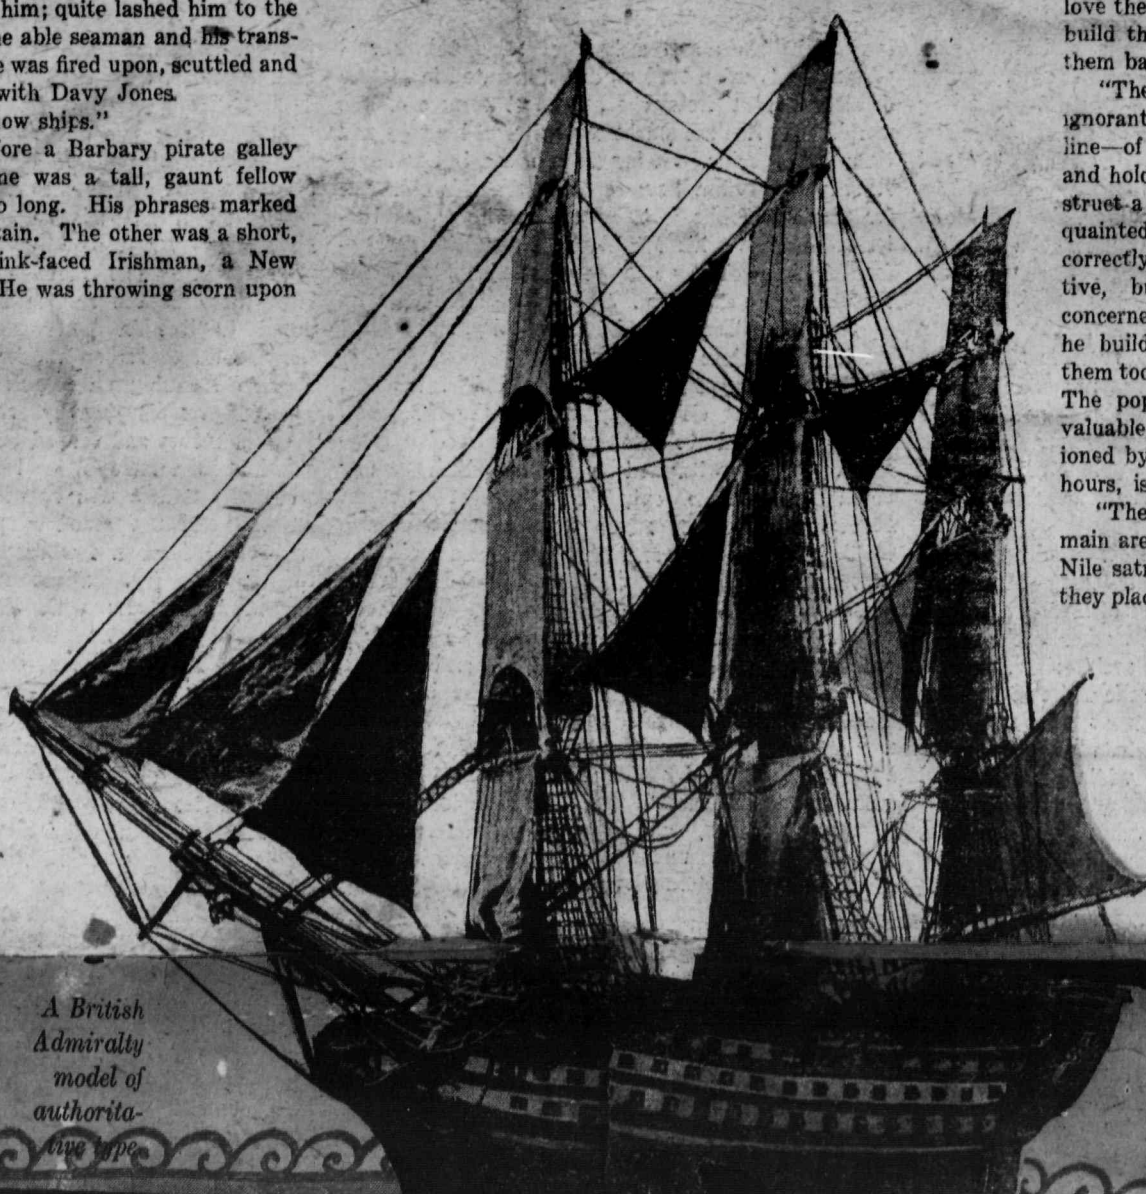 him; quite lashed him to the
e able seaman and his trans-
e was fired upon, scuttled and
with Davy Jones.
ow ships."
ore a Barbary pirate galley
ne was a tall, gaunt fellow
o long. His phrases marked
ain. The other was a short,
ink-faced Irishman, a New
He was throwing scorn upon
love the
build th
them ba
"The
ignorant
line—of
and hold
struct a
quainted
correctly
tive, bu
concerne
he build
them too
The pop
valuable
ioned by
hours, is
"The
main are
Nile satr
they plac
A British
Admiralty
model of
authorita-
tive type.